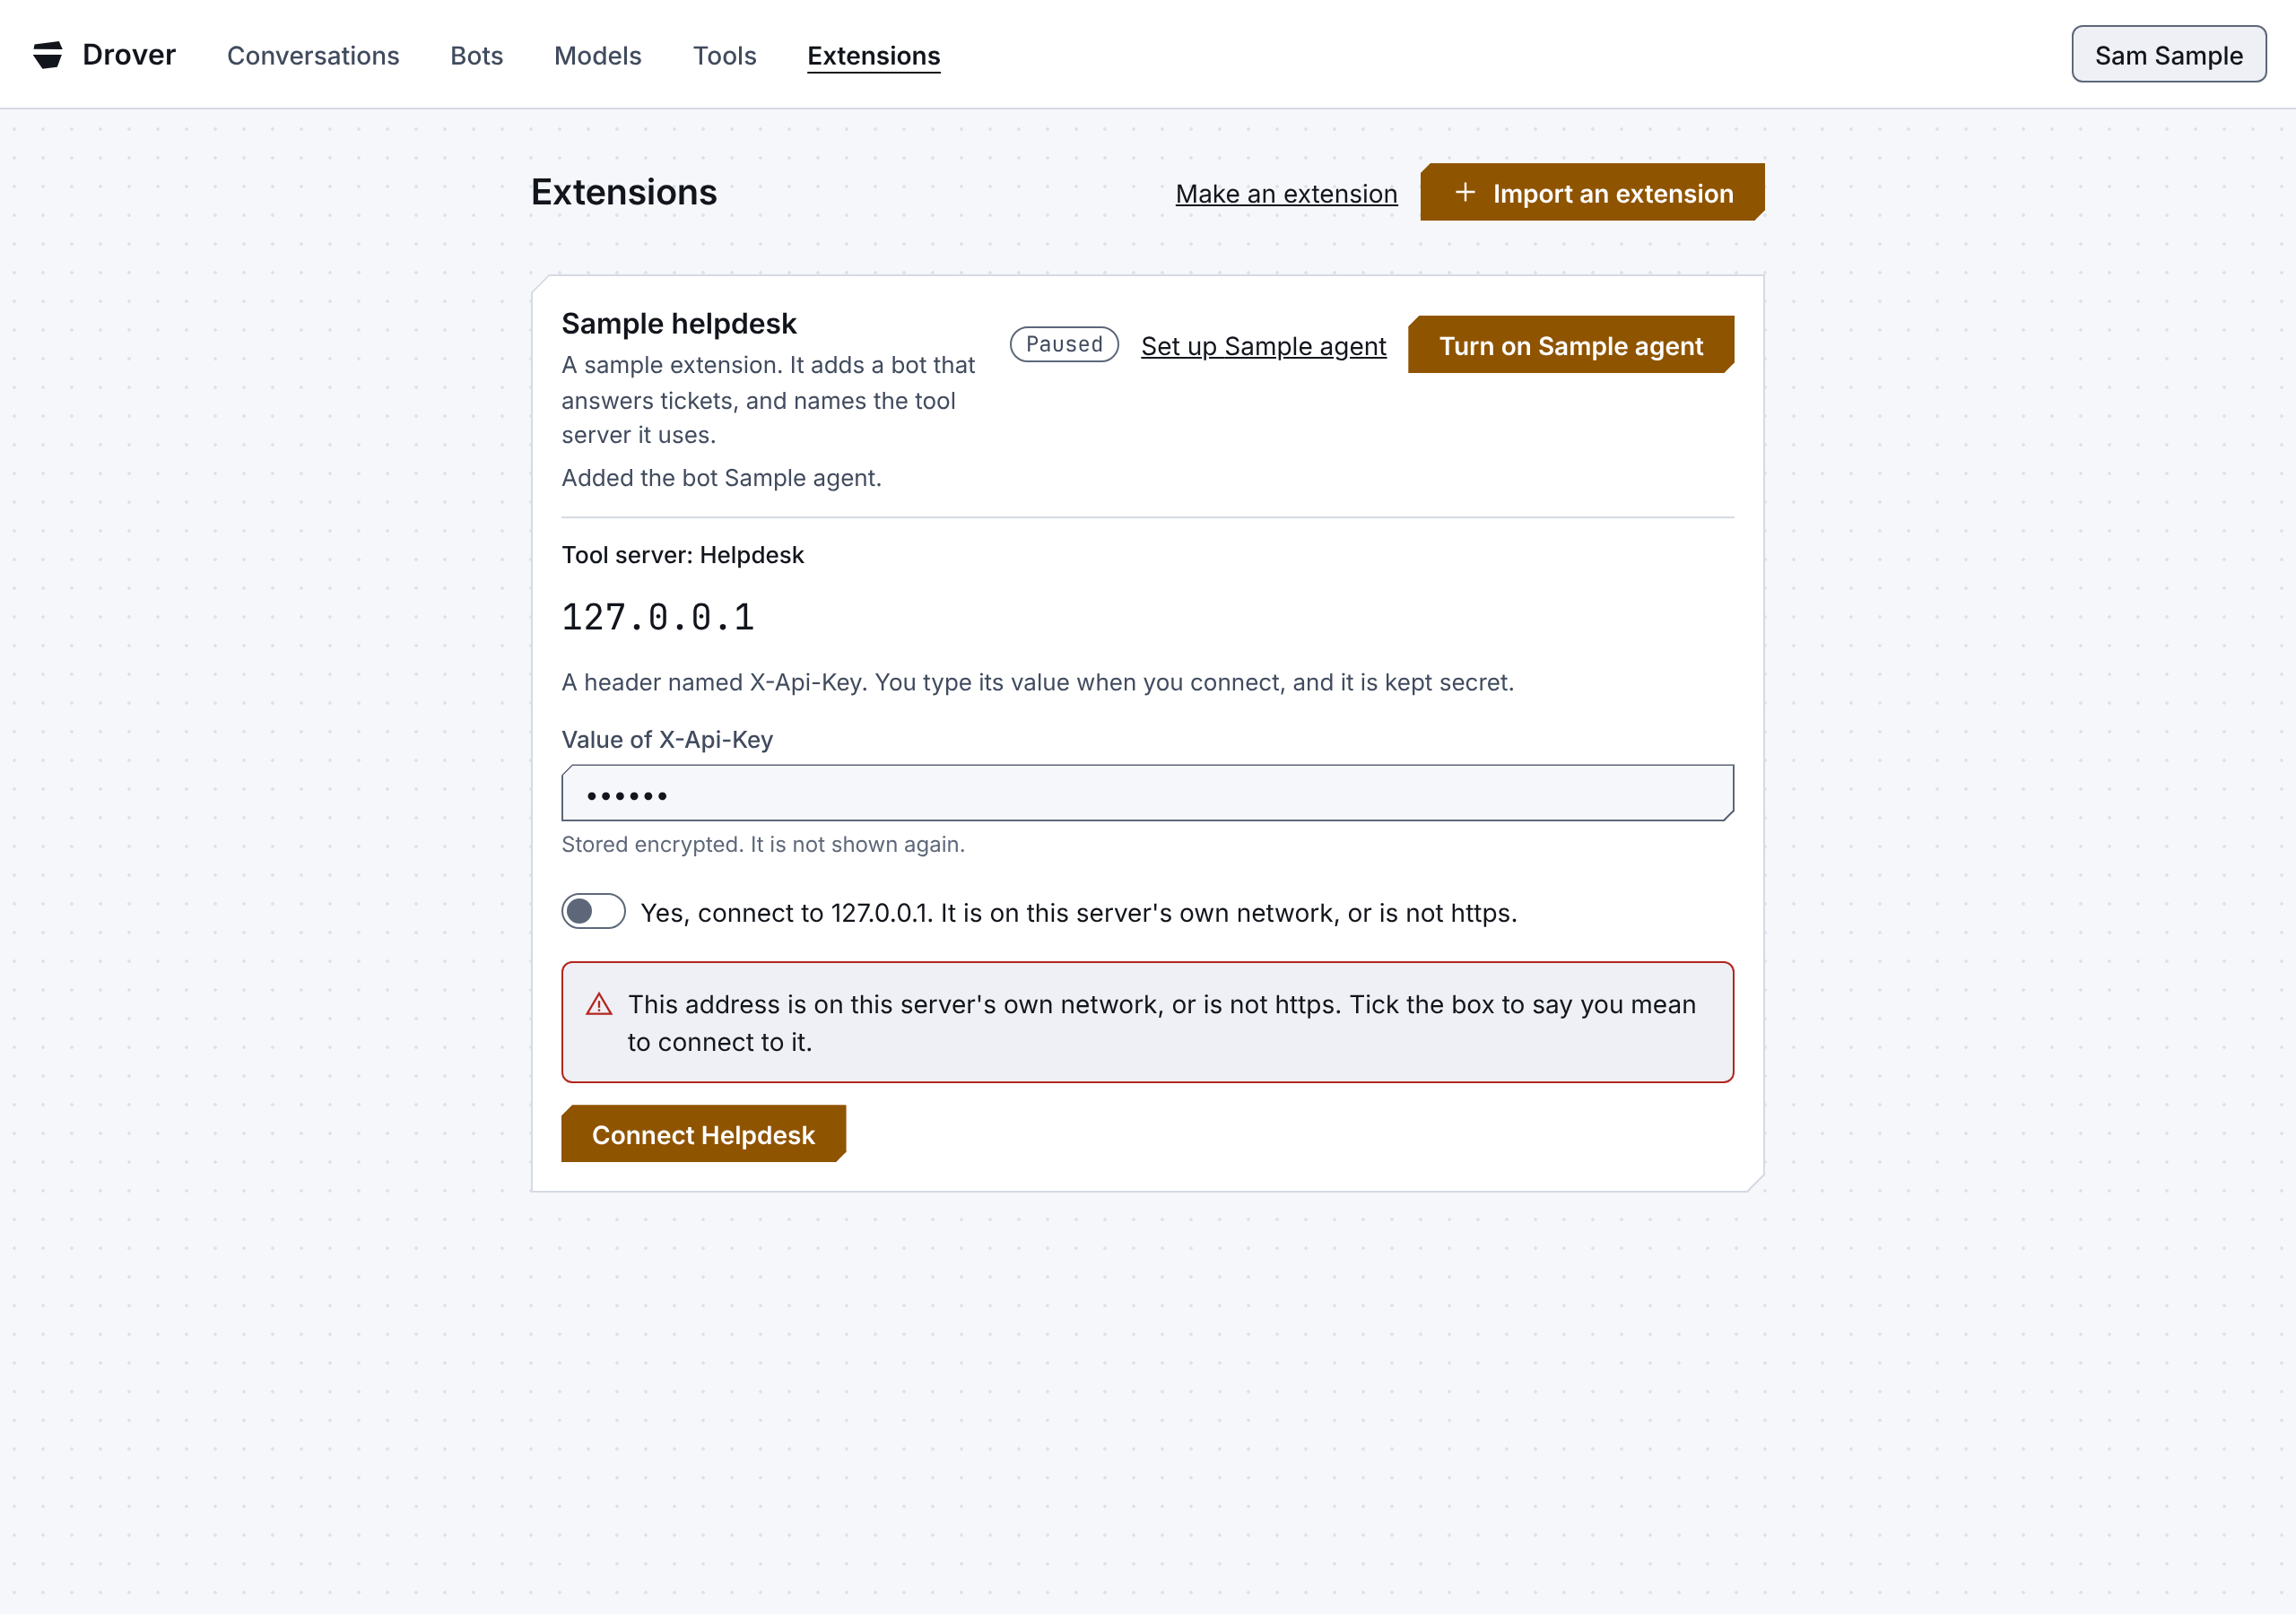 Drover
Conversations
Bots
Models
Tools
Extensions
Sam Sample
Extensions
Make an extension
Import an extension
Sample helpdesk
A sample extension. It adds a bot that
answers tickets, and names the tool
server it uses.
Added the bot Sample agent.
Paused
Set up Sample agent
Turn on Sample agent
Tool server: Helpdesk
127.0.0.1
A header named X-Api-Key. You type its value when you connect, and it is kept secret.
Value of X-Api-Key
••••••
Stored encrypted. It is not shown again.
Yes, connect to 127.0.0.1. It is on this server's own network, or is not https.
This address is on this server's own network, or is not https. Tick the box to say you mean
to connect to it.
Connect Helpdesk